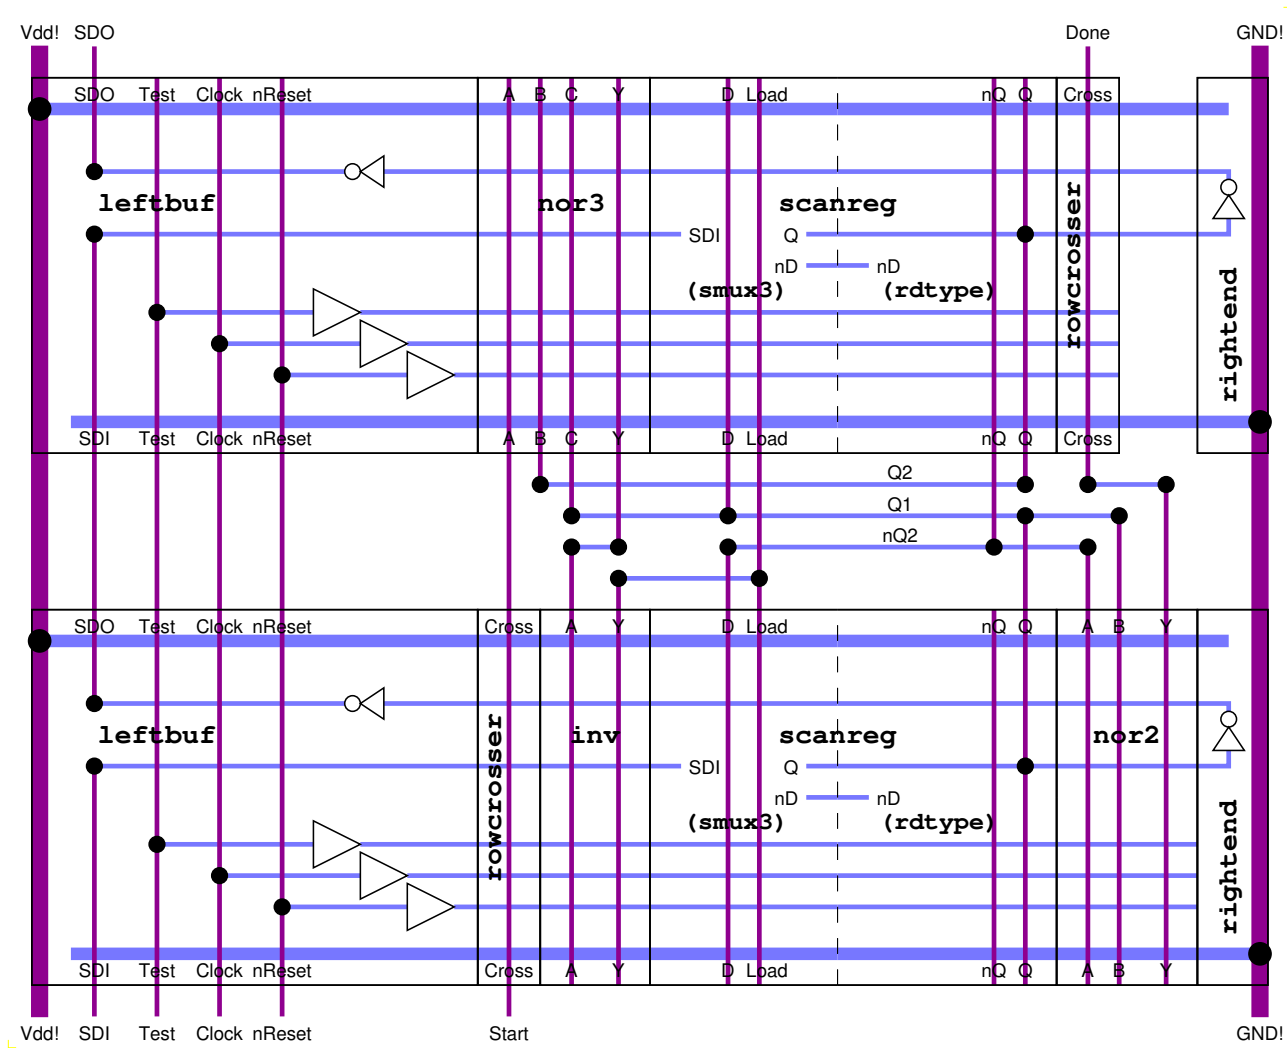 Vdd! SDO Done GND!
SDO Test Clock nReset A B C Y D Load nQ Q Cross
leftbuf nor3 scanreg
SDI Q
nD nD
(smux3) (rdtype)
rowcrosser
rightend
SDI Test Clock nReset A B C Y D Load nQ Q Cross
Q2
Q1
nQ2
SDO Test Clock nReset Cross A Y D Load nQ Q A B Y
leftbuf inv scanreg nor2
SDI Q
nD nD
(smux3) (rdtype)
rowcrosser
rightend
SDI Test Clock nReset Cross A Y D Load nQ Q A B Y
Vdd! SDI Test Clock nReset Start GND!